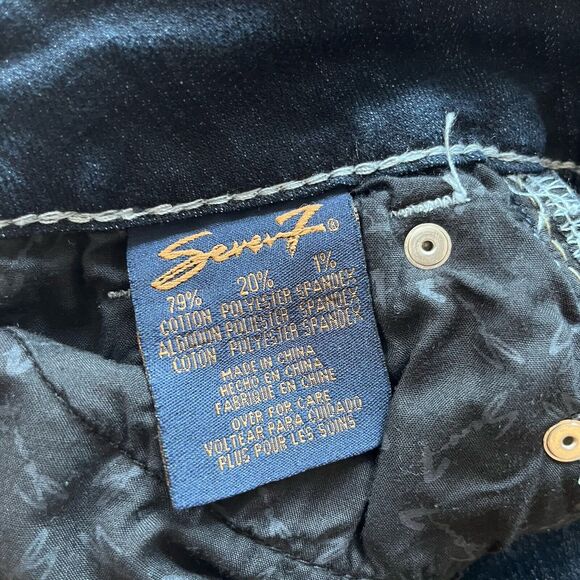 Seven7®
79% 20% 1%
COTTON POLYESTER SPANDEX
ALGODON POLIESTER SPANDEX
COTON POLYESTER SPANDEX
MADE IN CHINA
HECHO EN CHINA
FABRIQUE EN CHINE
OVER FOR CARE
VOLTEAR PARA CUIDADO
PLUS POUR LES SOINS